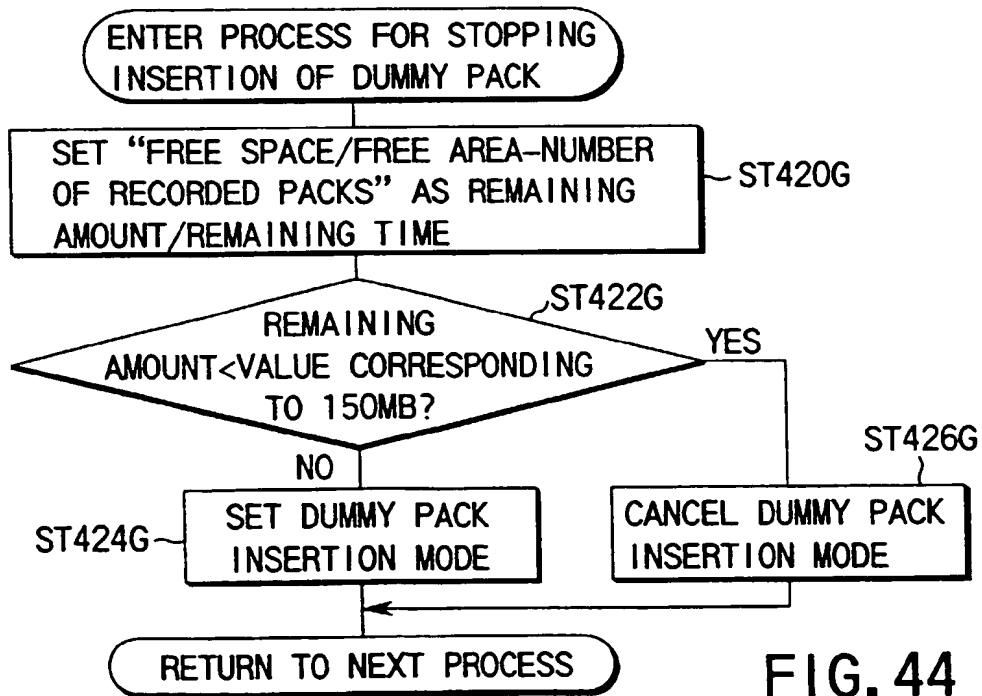 ENTER PROCESS FOR STOPPING
INSERTION OF DUMMY PACK
SET “FREE SPACE/FREE AREA-NUMBER
OF RECORDED PACKS” AS REMAINING
AMOUNT/REMAINING TIME
ST420G
ST422G
REMAINING
AMOUNT<VALUE CORRESPONDING
TO 150MB?
YES
NO
ST426G
ST424G
SET DUMMY PACK
INSERTION MODE
CANCEL DUMMY PACK
INSERTION MODE
RETURN TO NEXT PROCESS
FIG. 44